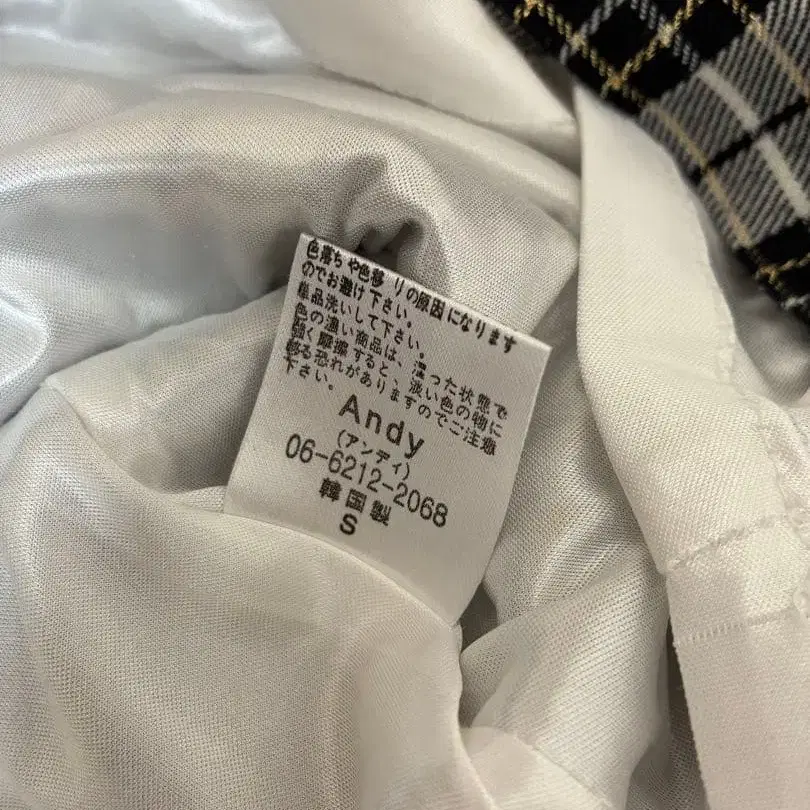 色落ちや色移りの原因になります
のでお避け下さい。
単品洗いして下さい。
色の濃い商品は、湿った状態で
強く摩擦すると、淡い色の物に
移る恐れがありますのでご注意
下さい。
Andy
(アンディ)
06-6212-2068
韓国製
S